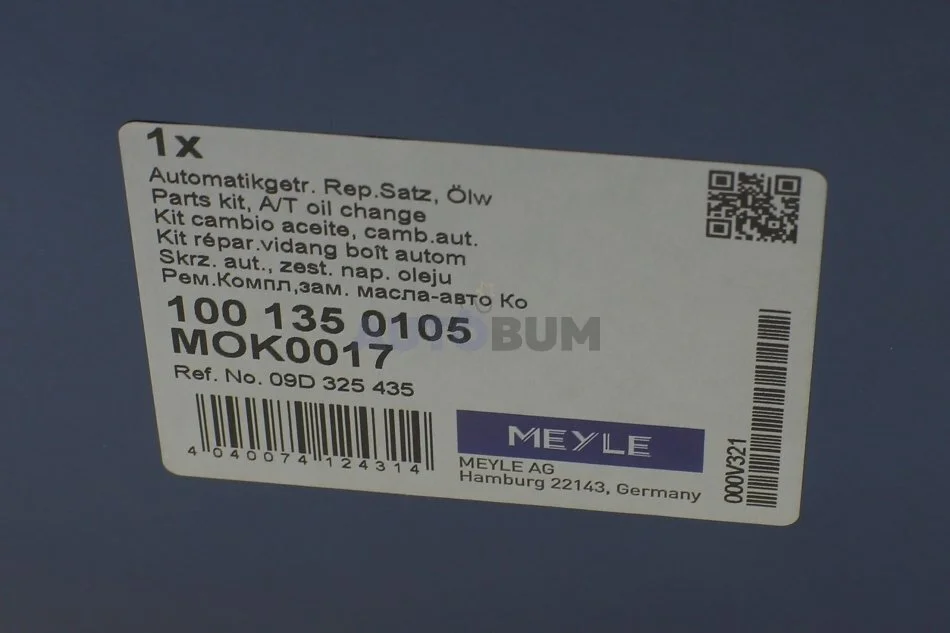 1x
Automatikgetr. Rep.Satz, Ölw
Parts kit, A/T oil change
Kit cambio aceite, camb.aut.
Kit répar.vidang boît autom
Skrz. aut., zest. nap. oleju
Рем.Компл,зам. масла-авто Ко
100 135 0105
MOK0017
AUTOBUM
Ref. No. 09D 325 435
4 040074 124314
MEYLE
MEYLE AG
Hamburg 22143, Germany
000V321